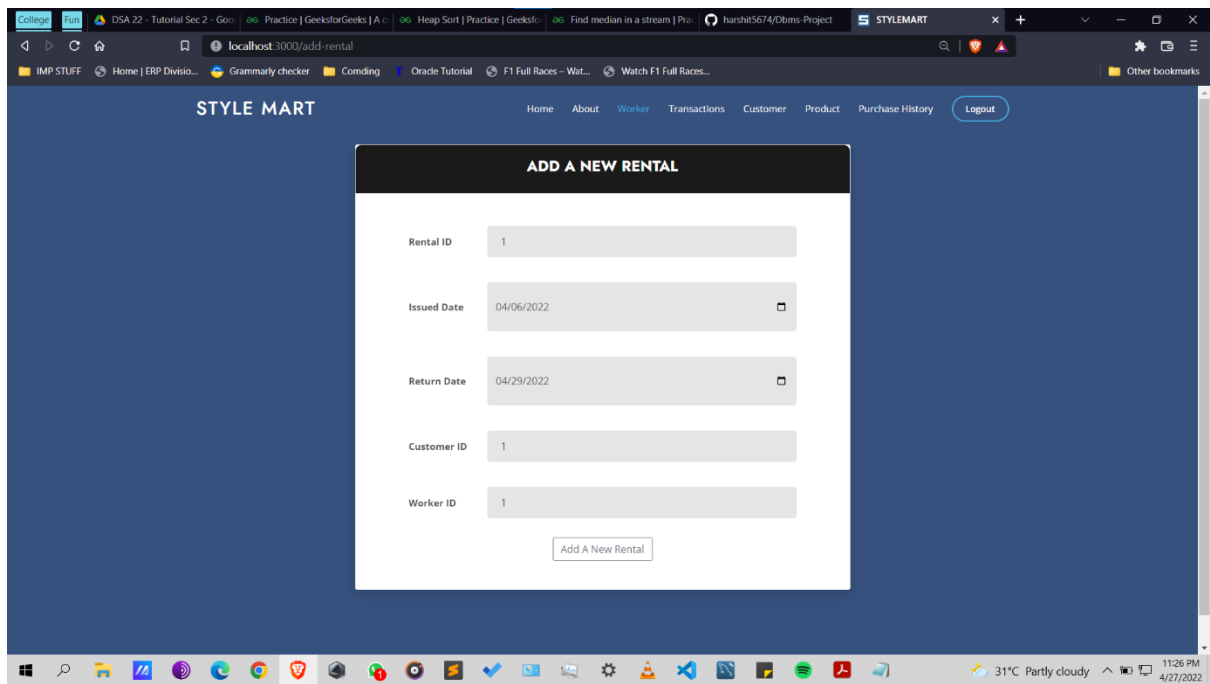 College Fun DSA 22 - Tutorial Sec 2 - Goo Practice | GeeksforGeeks | A c Heap Sort | Practice | Geeksfo Find median in a stream | Prac harshit5674/Dbms-Project STYLEMART
localhost:3000/add-rental
IMP STUFF Home | ERP Divisio... Grammarly checker Comding Oracle Tutorial F1 Full Races – Wat... Watch F1 Full Races... Other bookmarks
STYLE MART Home About Worker Transactions Customer Product Purchase History Logout
ADD A NEW RENTAL
Rental ID 1
Issued Date 04/06/2022
Return Date 04/29/2022
Customer ID 1
Worker ID 1
Add A New Rental
31°C Partly cloudy 11:26 PM
4/27/2022